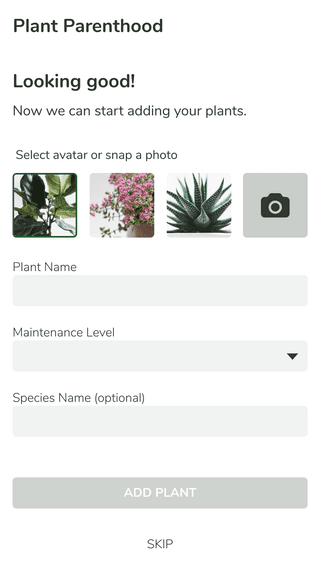 Plant Parenthood
Looking good!
Now we can start adding your plants.
Select avatar or snap a photo
Plant Name
Maintenance Level
Species Name (optional)
ADD PLANT
SKIP